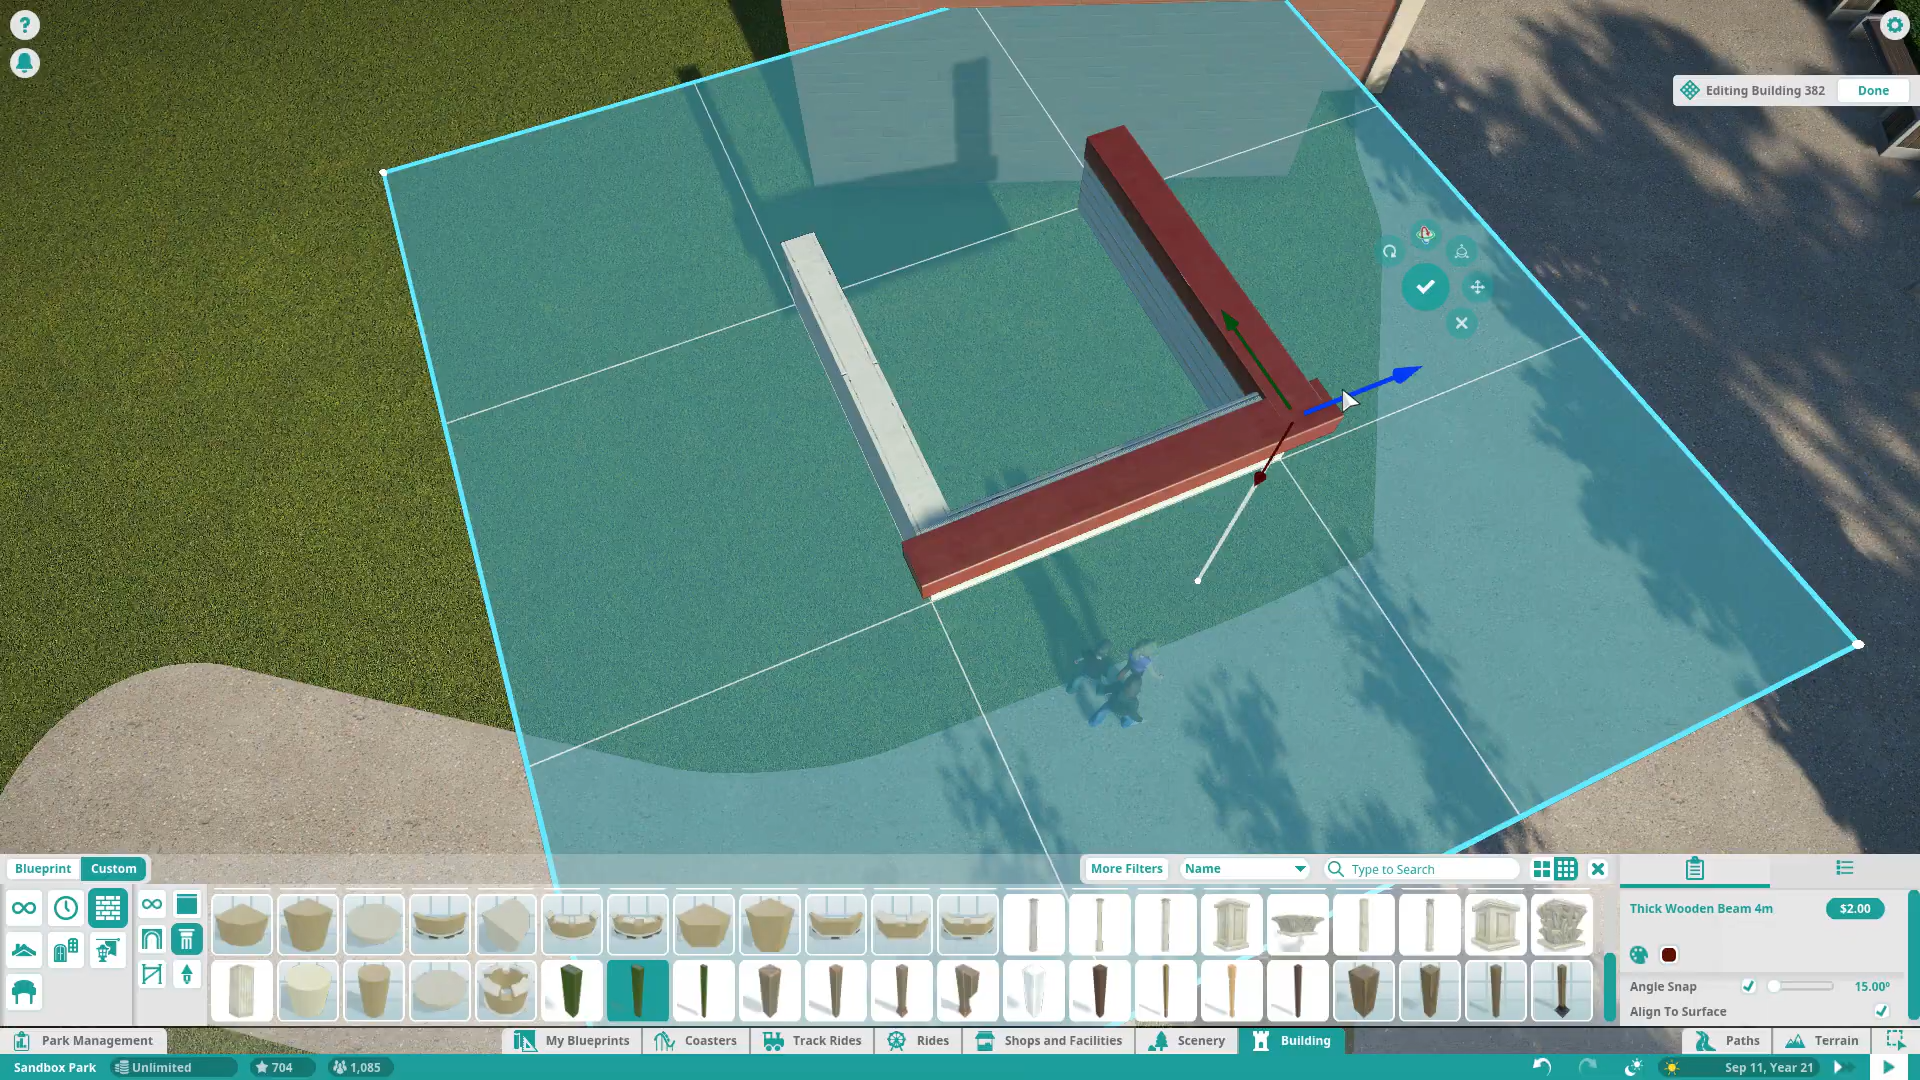 ?
Editing Building 382 Done
Blueprint Custom
More Filters Name Type to Search
Thick Wooden Beam 4m $2.00
Angle Snap 15.00°
Align To Surface
Park Management My Blueprints Coasters Track Rides Rides Shops and Facilities Scenery Building Paths Terrain
Sandbox Park Unlimited 704 1,085 Sep 11, Year 21